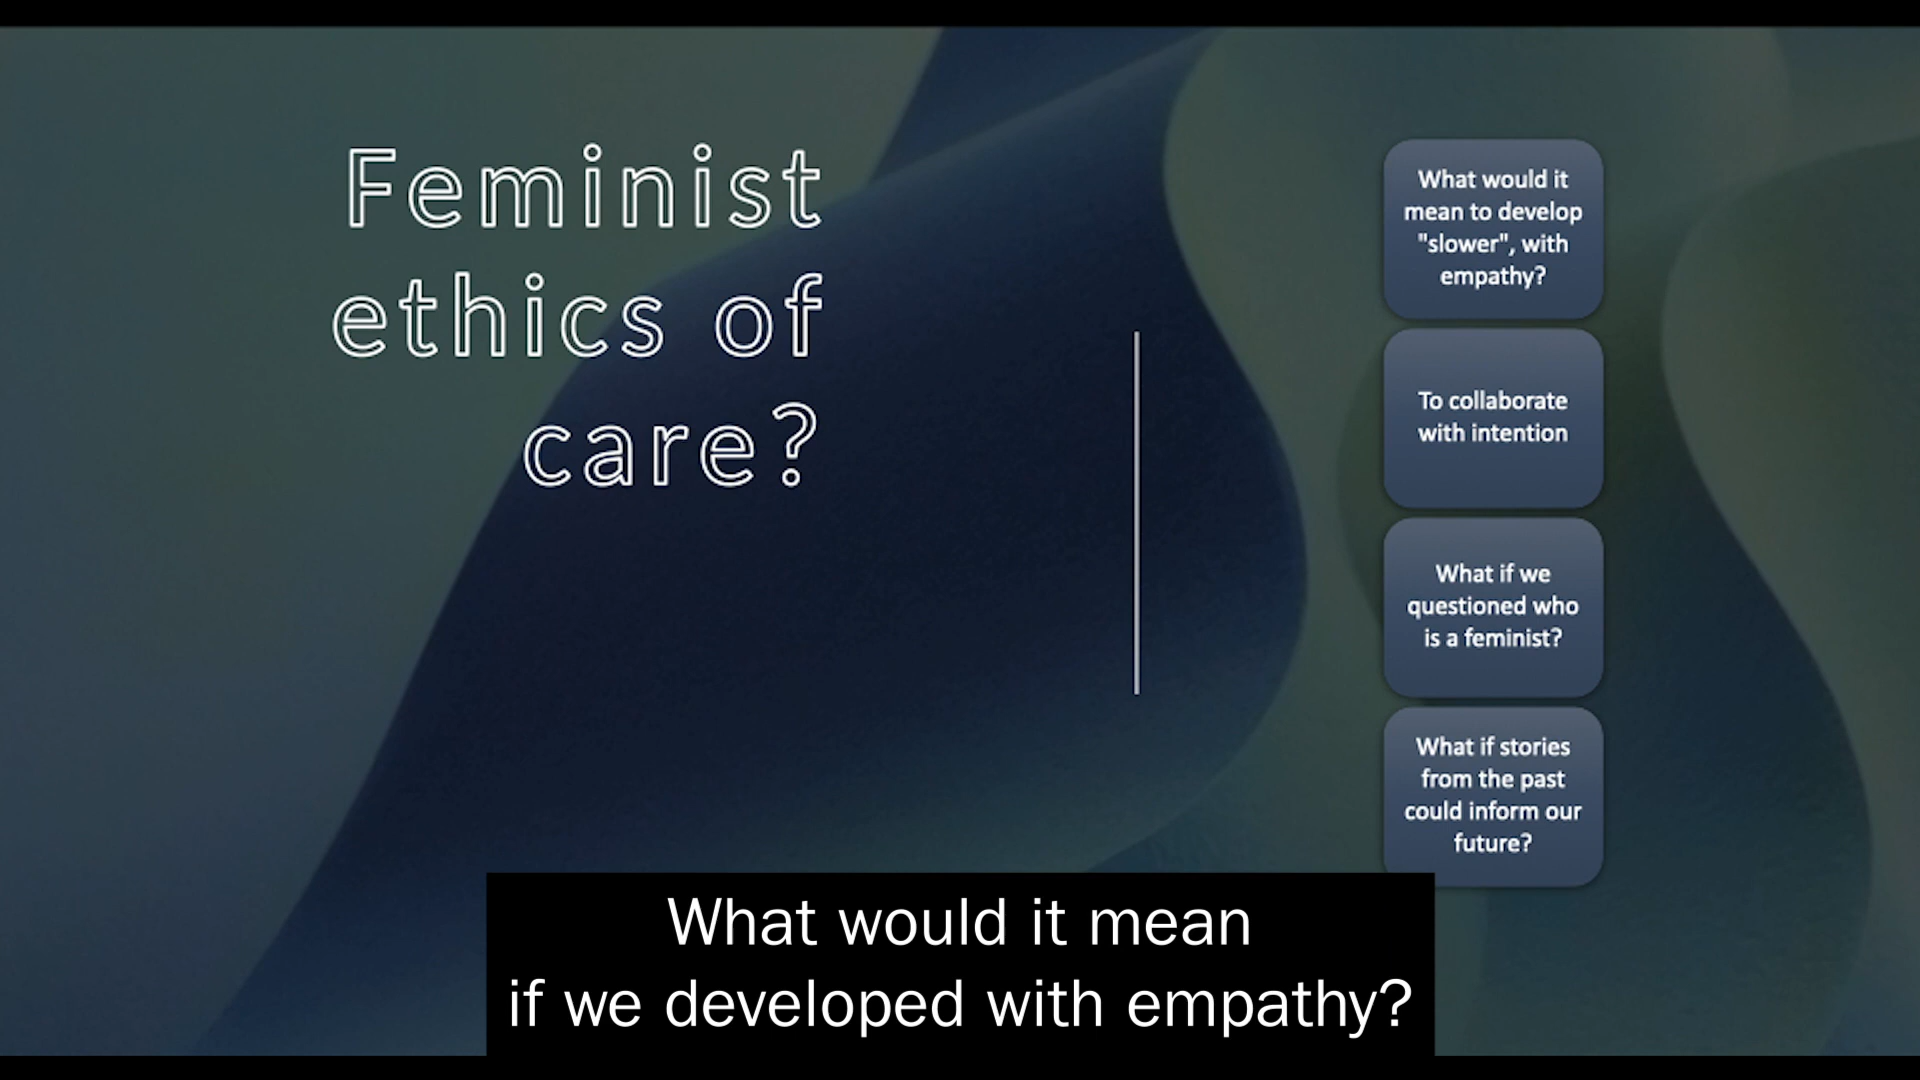 Feminist
ethics of
care?
What would it
mean to develop
"slower", with
empathy?
To collaborate
with intention
What if we
questioned who
is a feminist?
What if stories
from the past
could inform our
future?
What would it mean
if we developed with empathy?